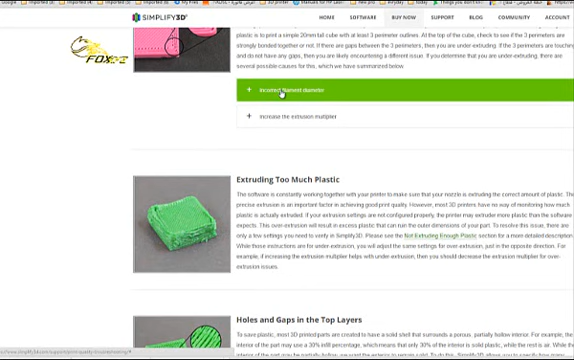 SIMPLIFY3D
HOME SOFTWARE BUY NOW SUPPORT BLOG COMMUNITY ACCOUNT
plastic is to print a simple 20mm tall cube with at least 3 perimeter outlines. At the top of the cube, check to see if the 3 perimeters are
strongly bonded together or not. If there are gaps between the 3 perimeters, then you are under-extruding. If the 3 perimeters are touching
and do not have any gaps, then you are likely encountering a different issue. If you determine that you are under-extruding, there are
several possible causes for this, which we have summarized below.
+ Incorrect filament diameter
+ Increase the extrusion multiplier
Extruding Too Much Plastic
The software is constantly working together with your printer to make sure that your nozzle is extruding the correct amount of plastic. The
precise extrusion is an important factor in achieving good print quality. However, most 3D printers have no way of monitoring how much
plastic is actually extruded. If your extrusion settings are not configured properly, the printer may extruder more plastic than the software
expects. This over-extrusion will result in excess plastic that can ruin the outer dimensions of your part. To resolve this issue, there are
only a few settings you need to verify in Simplify3D. Please see the Not Extruding Enough Plastic section for a more detailed description.
While those instructions are for under-extrusion, you will adjust the same settings for over-extrusion, just in the opposite direction. For
example, if increasing the extrusion multiplier helps with under-extrusion, then you should decrease the extrusion multiplier for over-
extrusion issues.
Holes and Gaps in the Top Layers
To save plastic, most 3D printed parts are created to have a solid shell that surrounds a porous, partially hollow interior. For example, the
interior of the part may use a 30% infill percentage, which means that only 30% of the interior is solid plastic, while the rest is air. While the